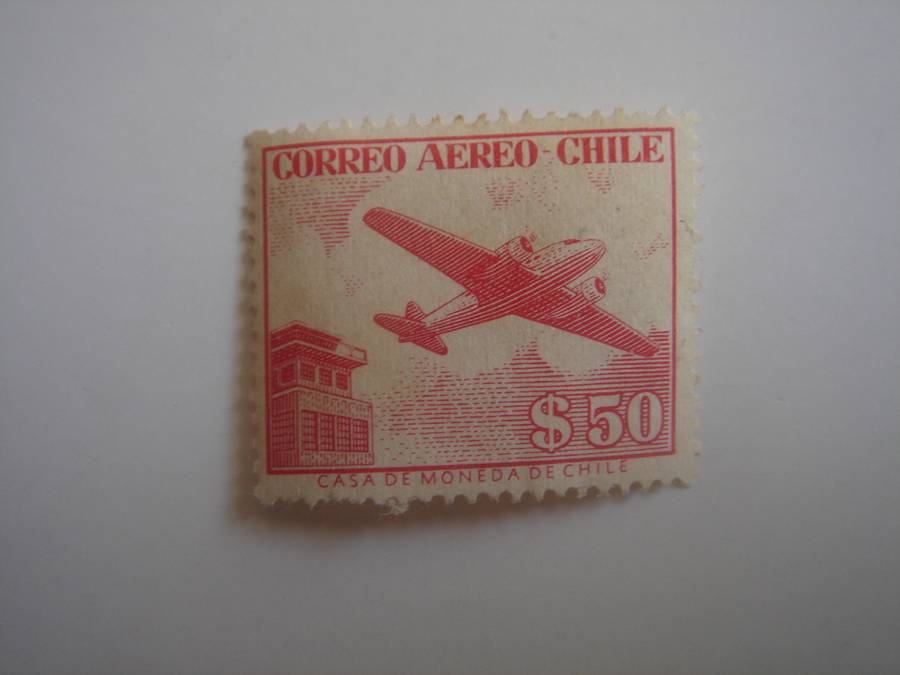 CORREO AEREO - CHILE
$ 50
CASA DE MONEDA DE CHILE